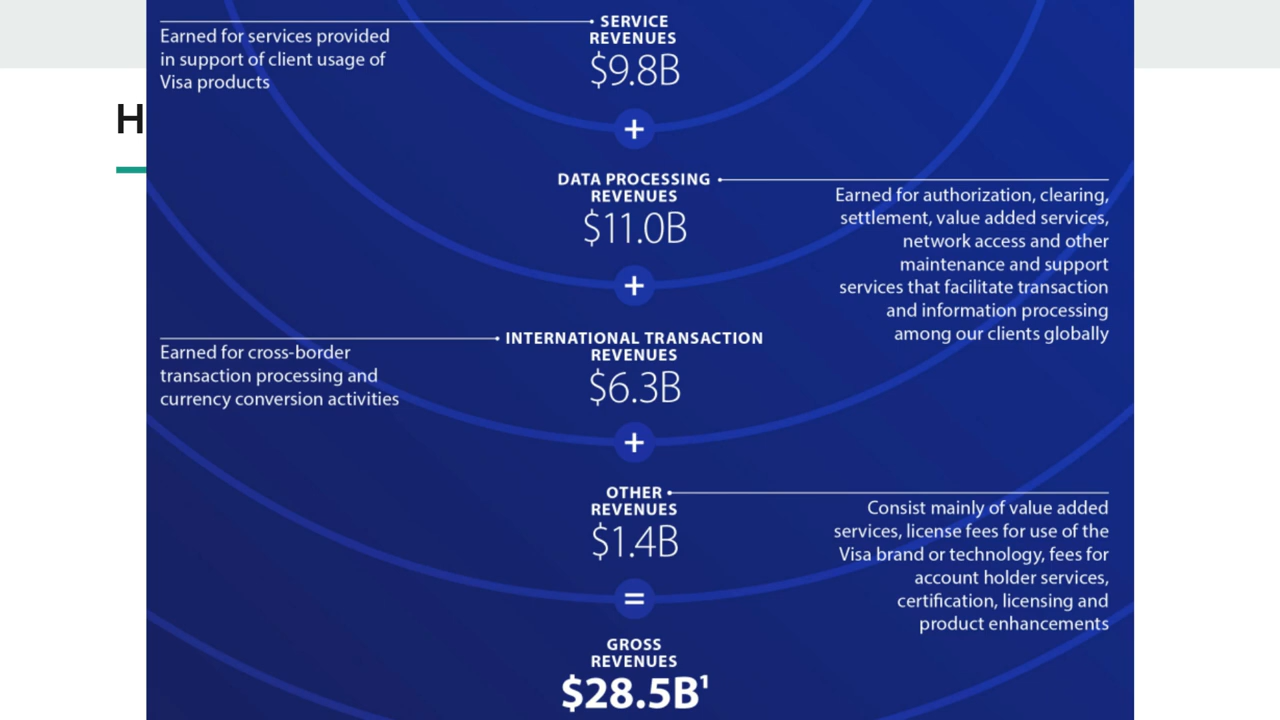 SERVICE
REVENUES
$9.8B
Earned for services provided
in support of client usage of
Visa products
H
+
DATA PROCESSING
REVENUES
$11.0B
Earned for authorization, clearing,
settlement, value added services,
network access and other
maintenance and support
services that facilitate transaction
and information processing
among our clients globally
+
INTERNATIONAL TRANSACTION
REVENUES
$6.3B
Earned for cross-border
transaction processing and
currency conversion activities
+
OTHER
REVENUES
$1.4B
Consist mainly of value added
services, license fees for use of the
Visa brand or technology, fees for
account holder services,
certification, licensing and
product enhancements
=
GROSS
REVENUES
$28.5B¹